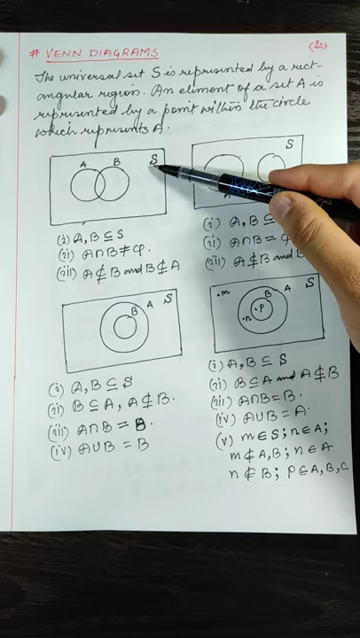 # VENN DIAGRAMS
(20)
The universal set S is represented by a rect-
angular region. An element of a set A is
represented by a point within the circle
which represents A.
A B S
S
A
(i) A, B ⊆ S
(ii) A∩B ≠ φ.
(iii) A ⊈ B and B ⊈ A
(i) A, B ⊆
(ii) A∩B = φ
(iii) A ⊈ B and B
B A S
•m B A S
•n •P
(i) A, B ⊆ S
(ii) B ⊆ A, A ⊈ B.
(iii) A∩B = B.
(iv) A∪B = B
(i) A, B ⊆ S
(ii) B ⊆ A and A ⊈ B
(iii) A∩B = B.
(iv) A∪B = A.
(v) m ∈ S; n ∈ A;
m ∉ A, B; n ∈ A
n ∉ B; P ∈ A, B, C